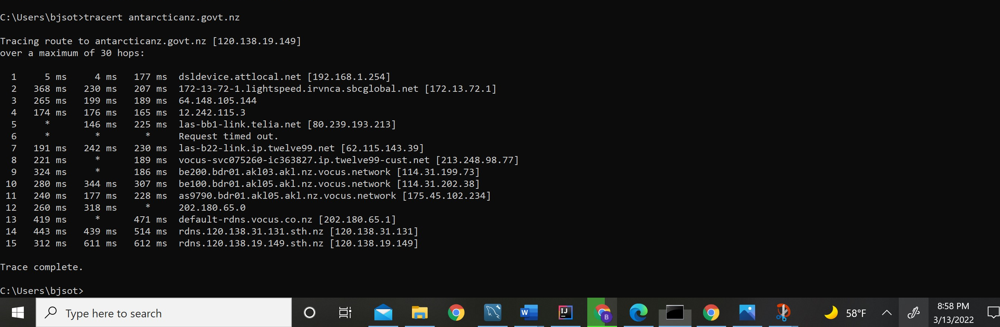 C:\Users\bjsot>tracert antarcticanz.govt.nz
Tracing route to antarcticanz.govt.nz [120.138.19.149]
over a maximum of 30 hops:
1 5 ms 4 ms 177 ms dsldevice.attlocal.net [192.168.1.254]
2 368 ms 230 ms 207 ms 172-13-72-1.lightspeed.irvnca.sbcglobal.net [172.13.72.1]
3 265 ms 199 ms 189 ms 64.148.105.144
4 174 ms 176 ms 165 ms 12.242.115.3
5 * 146 ms 225 ms las-bb1-link.telia.net [80.239.193.213]
6 * * * Request timed out.
7 191 ms 242 ms 230 ms las-b22-link.ip.twelve99.net [62.115.143.39]
8 221 ms * 189 ms vocus-svc075260-ic363827.ip.twelve99-cust.net [213.248.98.77]
9 324 ms * 186 ms be200.bdr01.akl03.akl.nz.vocus.network [114.31.199.73]
10 280 ms 344 ms 307 ms be100.bdr01.akl05.akl.nz.vocus.network [114.31.202.38]
11 240 ms 177 ms 228 ms as9790.bdr01.akl05.akl.nz.vocus.network [175.45.102.234]
12 260 ms 318 ms * 202.180.65.0
13 419 ms * 471 ms default-rdns.vocus.co.nz [202.180.65.1]
14 443 ms 439 ms 514 ms rdns.120.138.31.131.sth.nz [120.138.31.131]
15 312 ms 611 ms 612 ms rdns.120.138.19.149.sth.nz [120.138.19.149]
Trace complete.
C:\Users\bjsot>
Type here to search
W
IJ
B
58°F
8:58 PM
3/13/2022